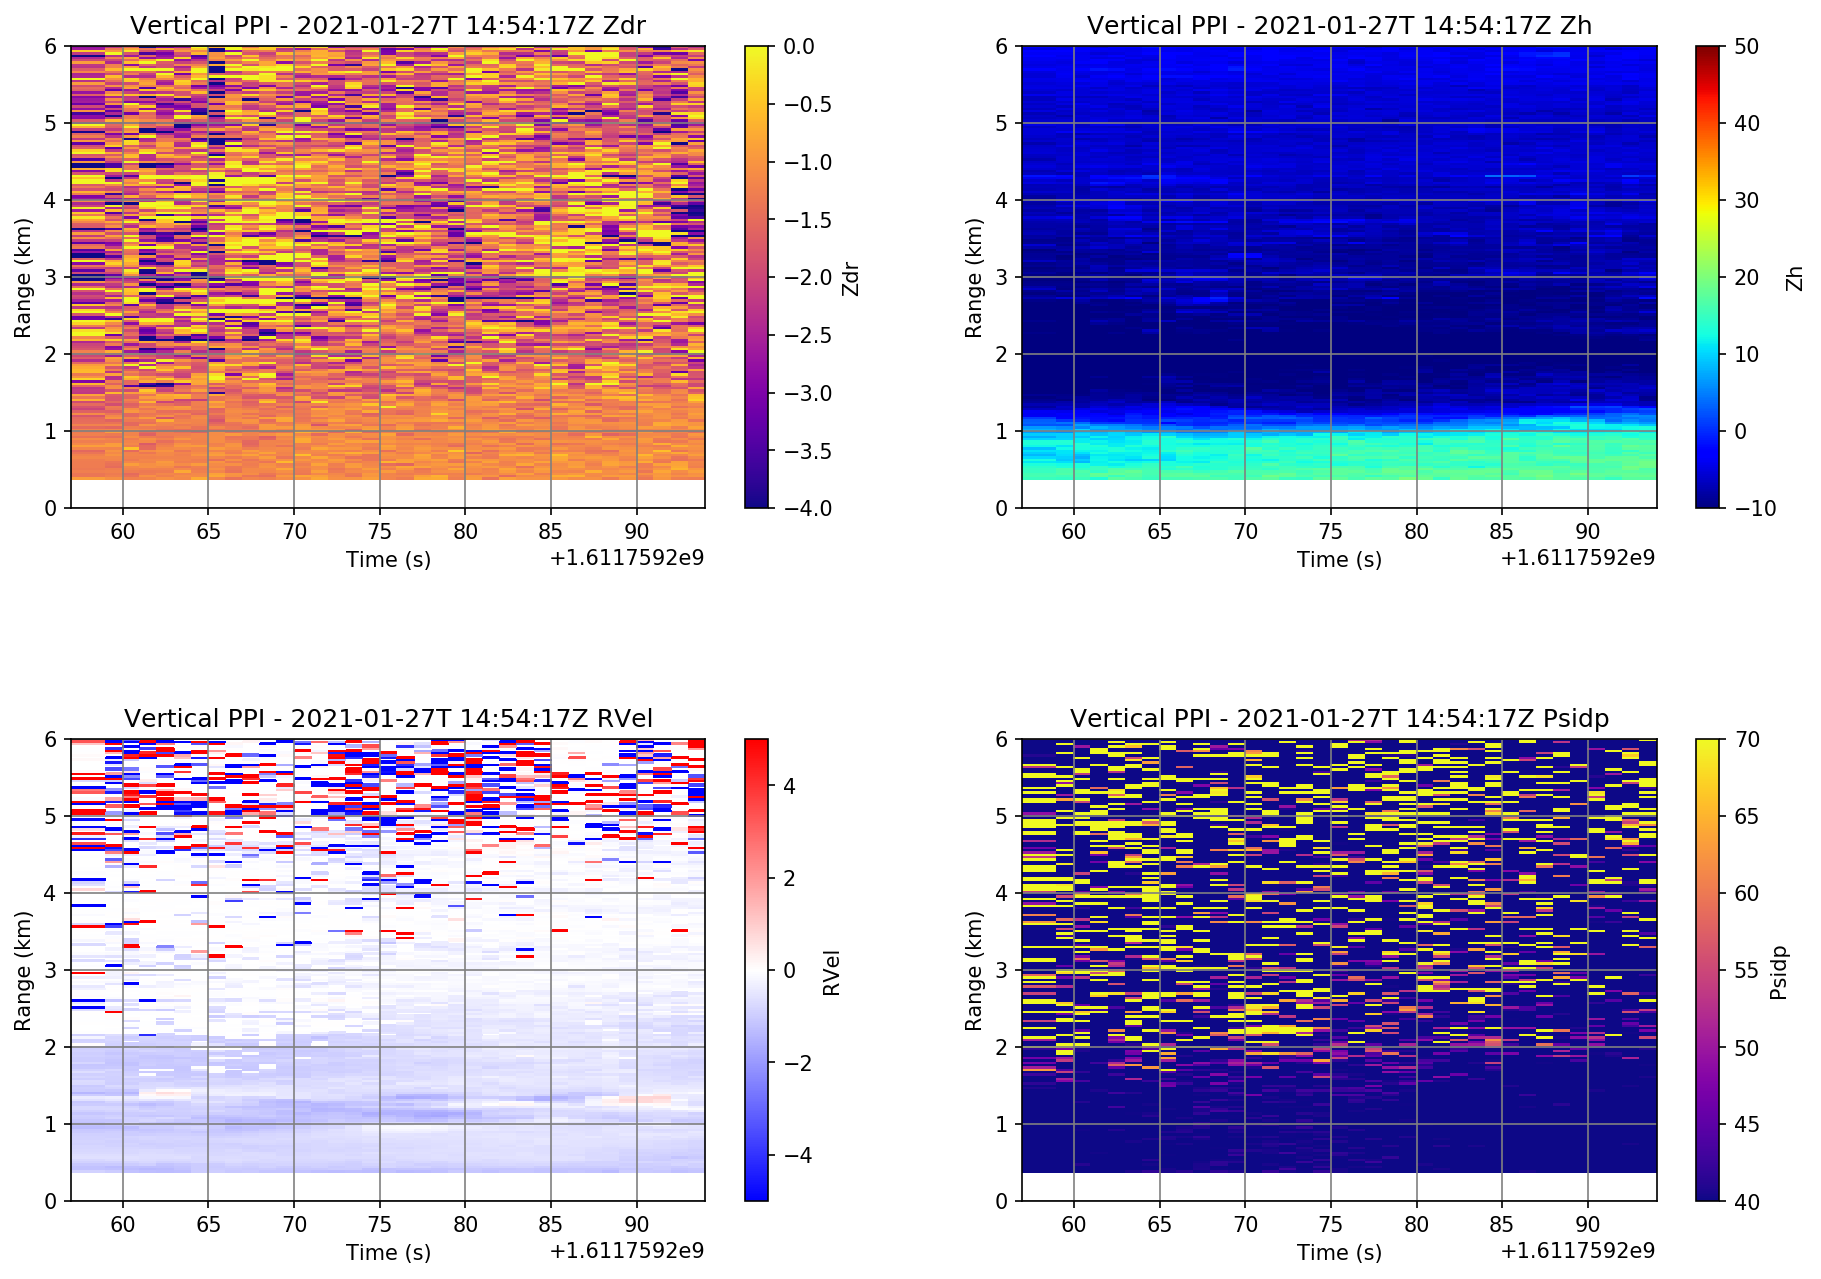 Vertical PPI - 2021-01-27T 14:54:17Z Zdr
6
5
4
3
2
1
0
Range (km)
60 65 70 75 80 85 90
Time (s)
+1.6117592e9
0.0
−0.5
−1.0
−1.5
−2.0
−2.5
−3.0
−3.5
−4.0
Zdr
Vertical PPI - 2021-01-27T 14:54:17Z Zh
6
5
4
3
2
1
0
Range (km)
60 65 70 75 80 85 90
Time (s)
+1.6117592e9
50
40
30
20
10
0
−10
Zh
Vertical PPI - 2021-01-27T 14:54:17Z RVel
6
5
4
3
2
1
0
Range (km)
60 65 70 75 80 85 90
Time (s)
+1.6117592e9
4
2
0
−2
−4
RVel
Vertical PPI - 2021-01-27T 14:54:17Z Psidp
6
5
4
3
2
1
0
Range (km)
60 65 70 75 80 85 90
Time (s)
+1.6117592e9
70
65
60
55
50
45
40
Psidp